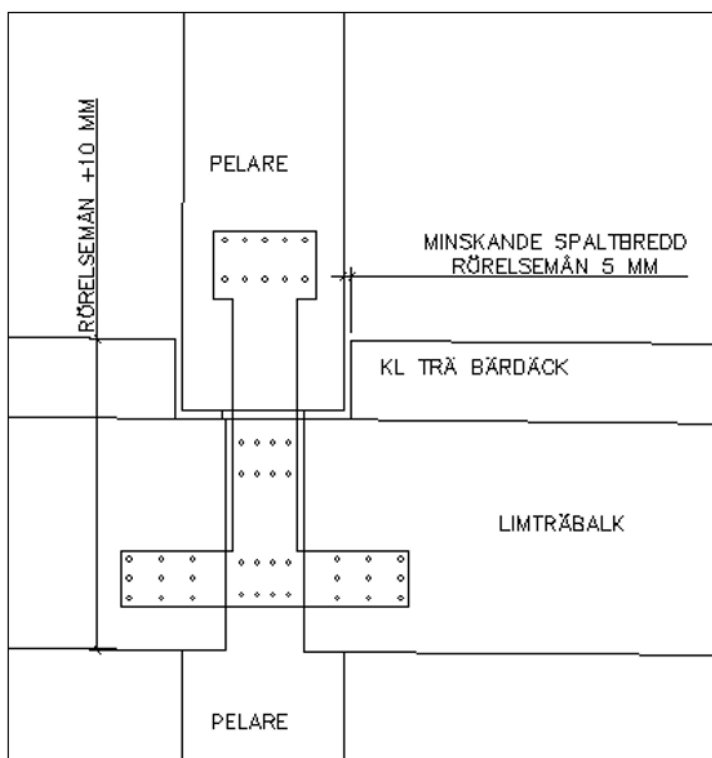 PELARE
RÖRELSEMÅN +10 MM
MINSKANDE SPALTBREDD
RÖRELSEMÅN 5 MM
KL TRÄ BÄRDÄCK
LIMTRÄBALK
PELARE